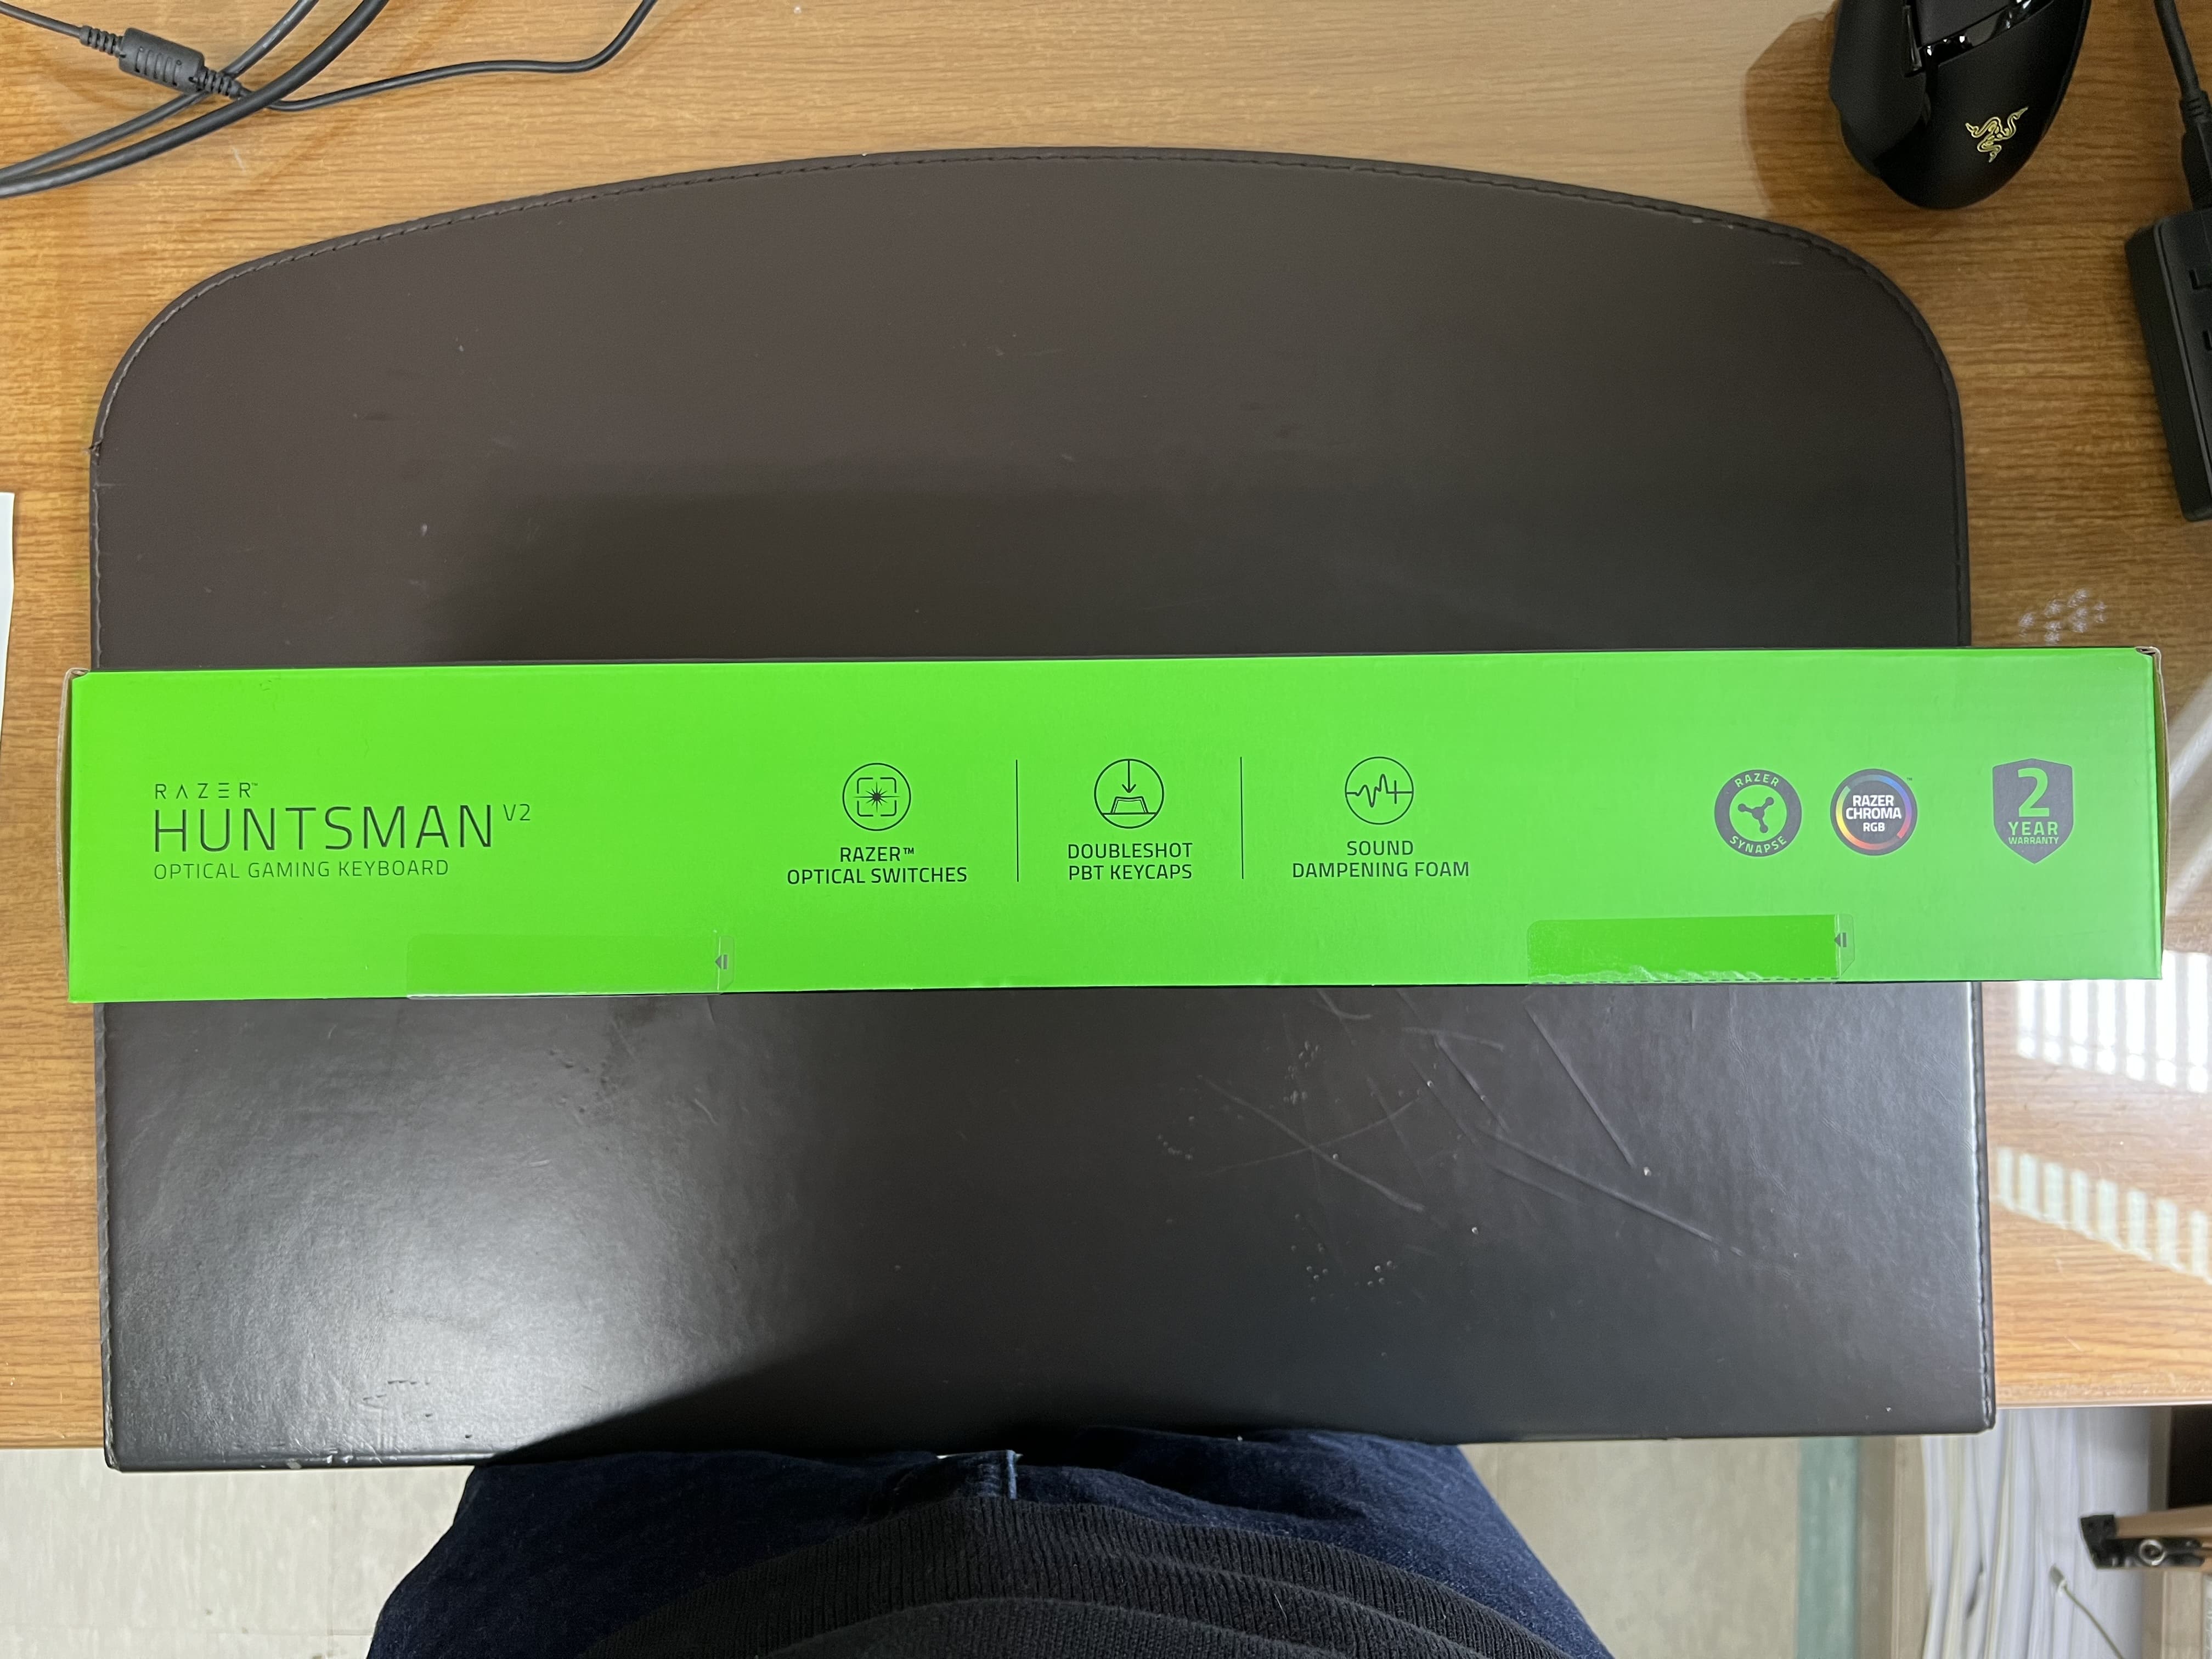 RAZER™
HUNTSMAN V2
OPTICAL GAMING KEYBOARD
RAZER™
OPTICAL SWITCHES
DOUBLESHOT
PBT KEYCAPS
SOUND
DAMPENING FOAM
RAZER
SYNAPSE
RAZER
CHROMA™
RGB
2
YEAR
WARRANTY